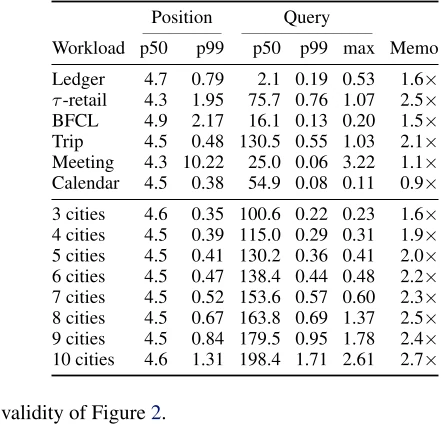 Position Query
Workload p50 p99 p50 p99 max Memo
Ledger 4.7 0.79 2.1 0.19 0.53 1.6×
τ-retail 4.3 1.95 75.7 0.76 1.07 2.5×
BFCL 4.9 2.17 16.1 0.13 0.20 1.5×
Trip 4.5 0.48 130.5 0.55 1.03 2.1×
Meeting 4.3 10.22 25.0 0.06 3.22 1.1×
Calendar 4.5 0.38 54.9 0.08 0.11 0.9×
3 cities 4.6 0.35 100.6 0.22 0.23 1.6×
4 cities 4.5 0.39 115.0 0.29 0.31 1.9×
5 cities 4.5 0.41 130.2 0.36 0.41 2.0×
6 cities 4.5 0.47 138.4 0.44 0.48 2.2×
7 cities 4.5 0.52 153.6 0.57 0.60 2.3×
8 cities 4.5 0.67 163.8 0.69 1.37 2.5×
9 cities 4.5 0.84 179.5 0.95 1.78 2.4×
10 cities 4.6 1.31 198.4 1.71 2.61 2.7×
validity of Figure 2.